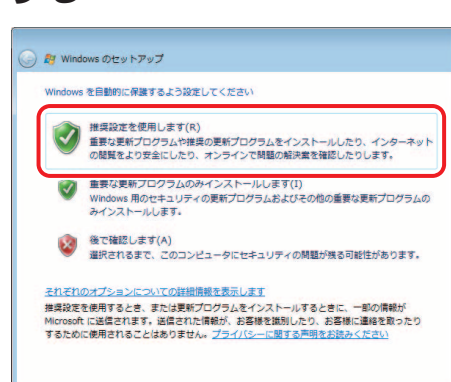 Windows のセットアップ
Windows を自動的に保護するよう設定してください
推奨設定を使用します(R)
重要な更新プログラムや推奨の更新プログラムをインストールしたり、インターネット
の閲覧をより安全にしたり、オンラインで問題の解決策を確認したりします。
重要な更新プログラムのみインストールします(I)
Windows 用のセキュリティの更新プログラムおよびその他の重要な更新プログラムの
みインストールします。
後で確認します(A)
選択されるまで、このコンピュータにセキュリティの問題が残る可能性があります。
それぞれのオプションについての詳細情報を表示します
推奨設定を使用するとき、または更新プログラムをインストールするときに、一部の情報が
Microsoft に送信されます。送信された情報が、お客様を識別したり、お客様に連絡を取ったり
するために使用されることはありません。プライバシーに関する声明をお読みください